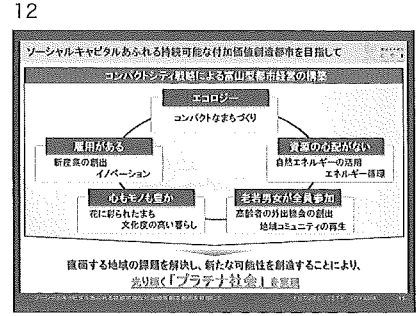 12
ソーシャルキャピタルあふれる持続可能な付加価値創造都市を目指して
コンパクトシティ戦略による富山型都市経営の構築
エコロジー
コンパクトなまちづくり
雇用がある
新産業の創出
イノベーション
資源の心配がない
自然エネルギーの活用
エネルギー循環
心もモノも豊か
花に彩られたまち
文化度の高い暮らし
老若男女が全員参加
高齢者の外出機会の創出
地域コミュニティの再生
直面する地域の課題を解決し、新たな可能性を創造することにより、
光り輝く「プラチナ社会」を実現